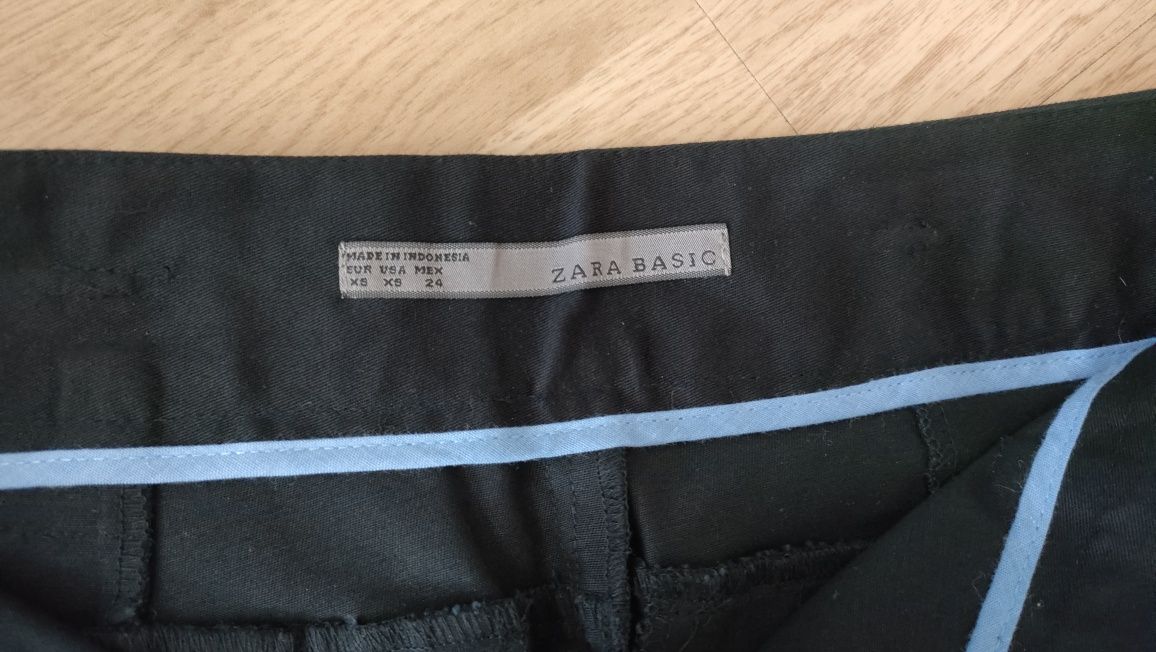 MADE IN INDONESIA
EUR USA MEX
XS XS 24
ZARA BASIC